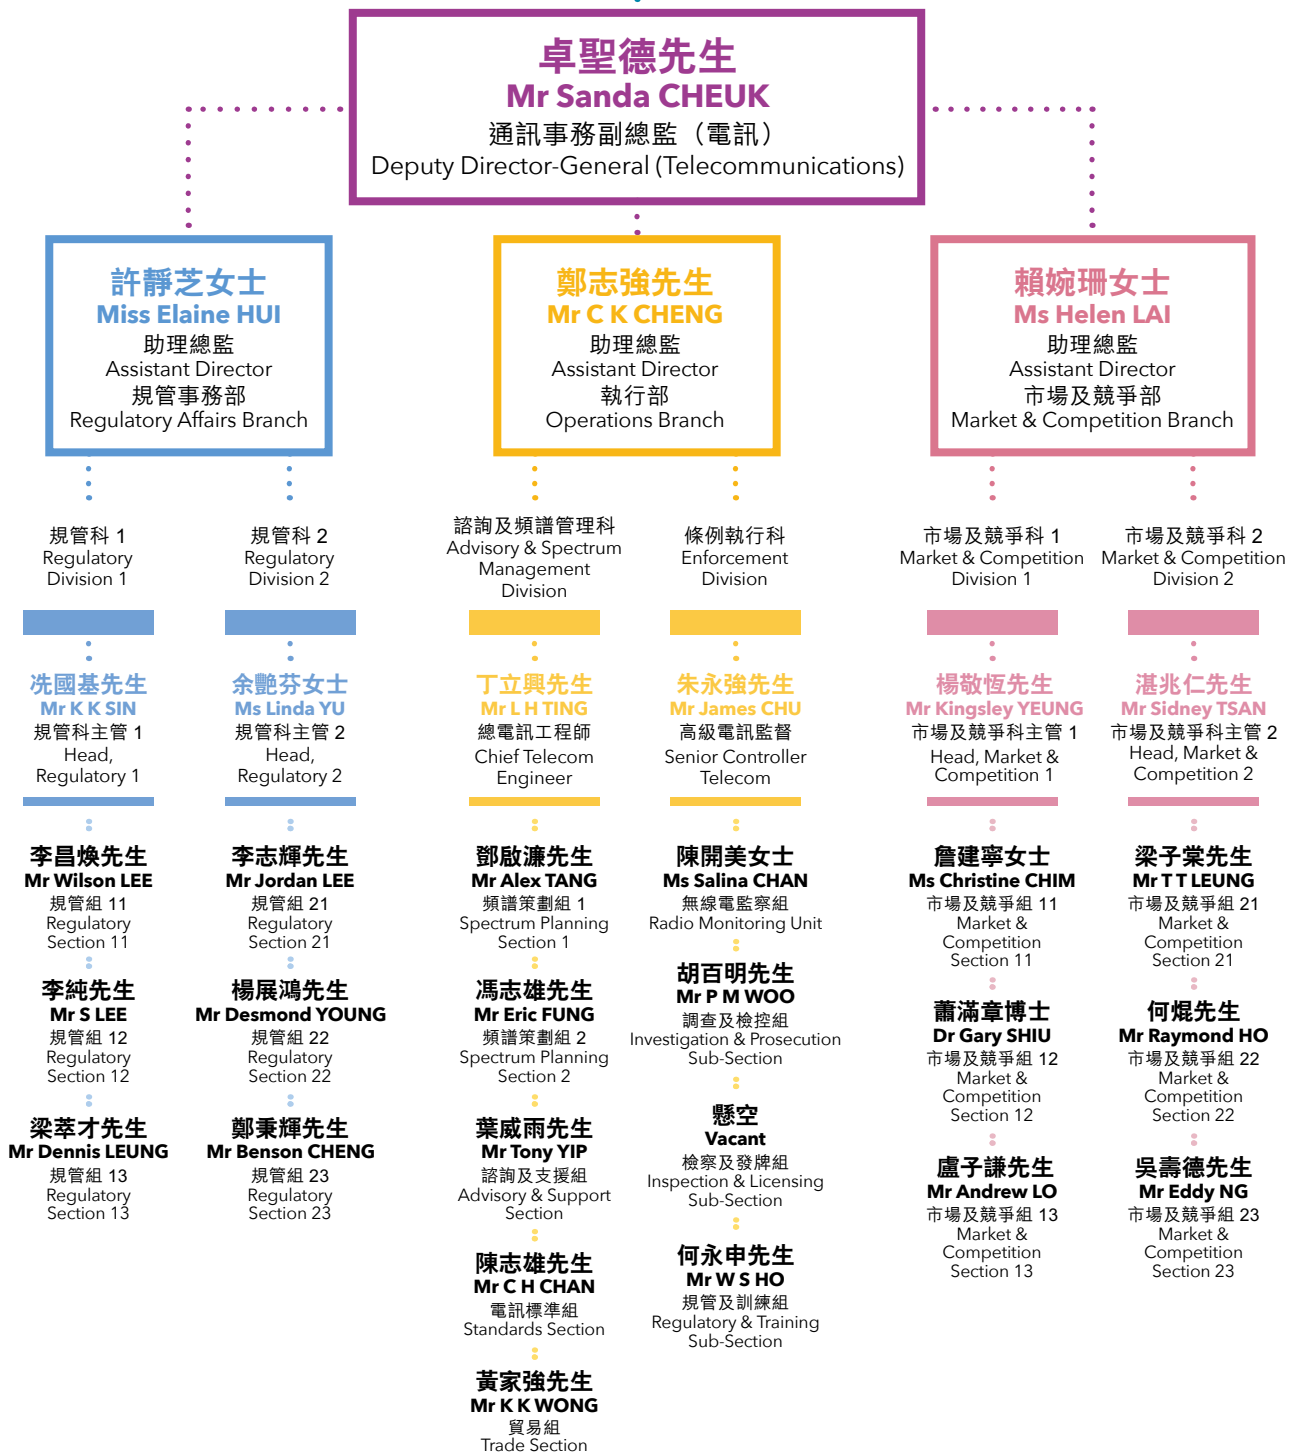 卓聖德先生
Mr Sanda CHEUK
通訊事務副總監（電訊）
Deputy Director-General (Telecommunications)
許靜芝女士
Miss Elaine HUI
助理總監
Assistant Director
規管事務部
Regulatory Affairs Branch
鄭志強先生
Mr C K CHENG
助理總監
Assistant Director
執行部
Operations Branch
賴婉珊女士
Ms Helen LAI
助理總監
Assistant Director
市場及競爭部
Market & Competition Branch
規管科 1
Regulatory
Division 1
冼國基先生
Mr K K SIN
規管科主管 1
Head,
Regulatory 1
李昌煥先生
Mr Wilson LEE
規管組 11
Regulatory
Section 11
李純先生
Mr S LEE
規管組 12
Regulatory
Section 12
梁萃才先生
Mr Dennis LEUNG
規管組 13
Regulatory
Section 13
規管科 2
Regulatory
Division 2
余艷芬女士
Ms Linda YU
規管科主管 2
Head,
Regulatory 2
李志輝先生
Mr Jordan LEE
規管組 21
Regulatory
Section 21
楊展鴻先生
Mr Desmond YOUNG
規管組 22
Regulatory
Section 22
鄭秉輝先生
Mr Benson CHENG
規管組 23
Regulatory
Section 23
諮詢及頻譜管理科
Advisory & Spectrum
Management
Division
丁立興先生
Mr L H TING
總電訊工程師
Chief Telecom
Engineer
鄧啟濂先生
Mr Alex TANG
頻譜策劃組 1
Spectrum Planning
Section 1
馮志雄先生
Mr Eric FUNG
頻譜策劃組 2
Spectrum Planning
Section 2
葉威雨先生
Mr Tony YIP
諮詢及支援組
Advisory & Support
Section
陳志雄先生
Mr C H CHAN
電訊標準組
Standards Section
黃家強先生
Mr K K WONG
貿易組
Trade Section
條例執行科
Enforcement
Division
朱永強先生
Mr James CHU
高級電訊監督
Senior Controller
Telecom
陳開美女士
Ms Salina CHAN
無線電監察組
Radio Monitoring Unit
胡百明先生
Mr P M WOO
調查及檢控組
Investigation & Prosecution
Sub-Section
懸空
Vacant
檢察及發牌組
Inspection & Licensing
Sub-Section
何永申先生
Mr W S HO
規管及訓練組
Regulatory & Training
Sub-Section
市場及競爭科 1
Market & Competition
Division 1
楊敬恆先生
Mr Kingsley YEUNG
市場及競爭科主管 1
Head, Market &
Competition 1
詹建寧女士
Ms Christine CHIM
市場及競爭組 11
Market &
Competition
Section 11
蕭滿章博士
Dr Gary SHIU
市場及競爭組 12
Market &
Competition
Section 12
盧子謙先生
Mr Andrew LO
市場及競爭組 13
Market &
Competition
Section 13
市場及競爭科 2
Market & Competition
Division 2
湛兆仁先生
Mr Sidney TSAN
市場及競爭科主管 2
Head, Market &
Competition 2
梁子棠先生
Mr T T LEUNG
市場及競爭組 21
Market &
Competition
Section 21
何焜先生
Mr Raymond HO
市場及競爭組 22
Market &
Competition
Section 22
吳壽德先生
Mr Eddy NG
市場及競爭組 23
Market &
Competition
Section 23